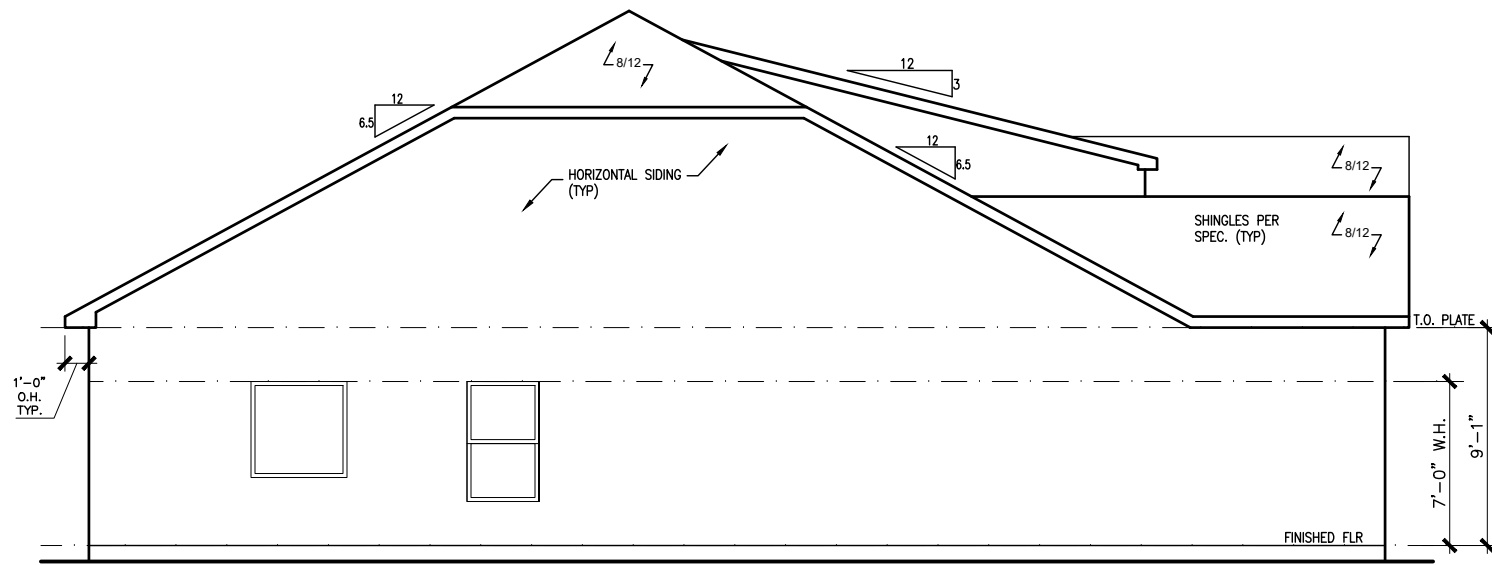 8/12
12
3
12
6.5
12
6.5
8/12
HORIZONTAL SIDING
(TYP)
SHINGLES PER
SPEC. (TYP)
8/12
T.O. PLATE
1'-0"
O.H.
TYP.
7'-0" W.H.
9'-1"
FINISHED FLR